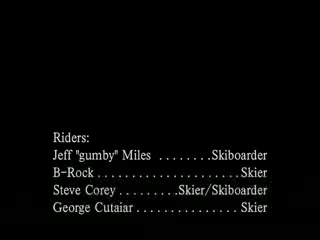 Riders:
Jeff "gumby" Miles ........Skiboarder
B-Rock.....................Skier
Steve Corey.........Skier/Skiboarder
George Cutaiar............... Skier